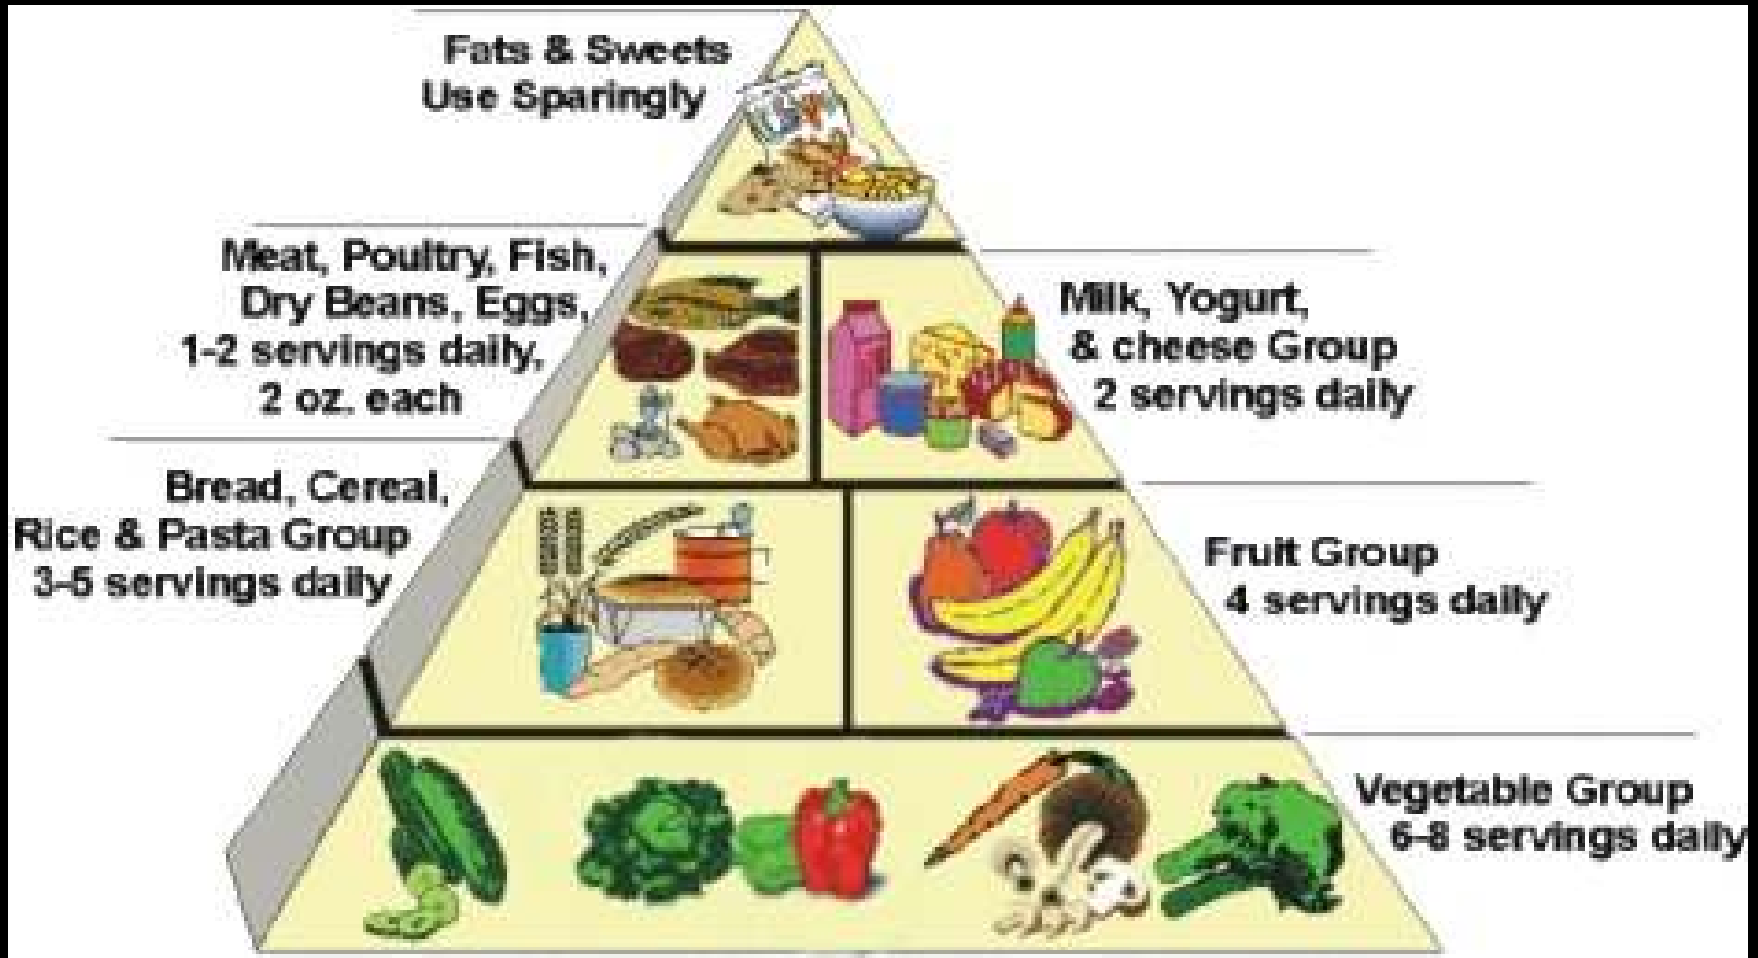 Fats & Sweets
Use Sparingly
Meat, Poultry, Fish,
Dry Beans, Eggs,
1-2 servings daily,
2 oz. each
Milk, Yogurt,
& cheese Group
2 servings daily
Bread, Cereal,
Rice & Pasta Group
3-5 servings daily
Fruit Group
4 servings daily
Vegetable Group
6-8 servings daily